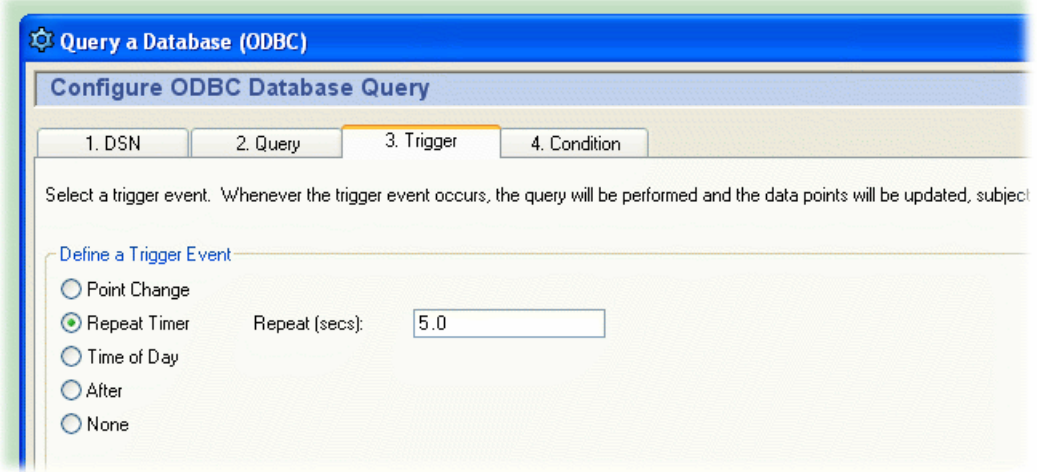 Query a Database (ODBC)
Configure ODBC Database Query
1. DSN 2. Query 3. Trigger 4. Condition
Select a trigger event. Whenever the trigger event occurs, the query will be performed and the data points will be updated, subject
Define a Trigger Event
Point Change
Repeat Timer Repeat (secs): 5.0
Time of Day
After
None